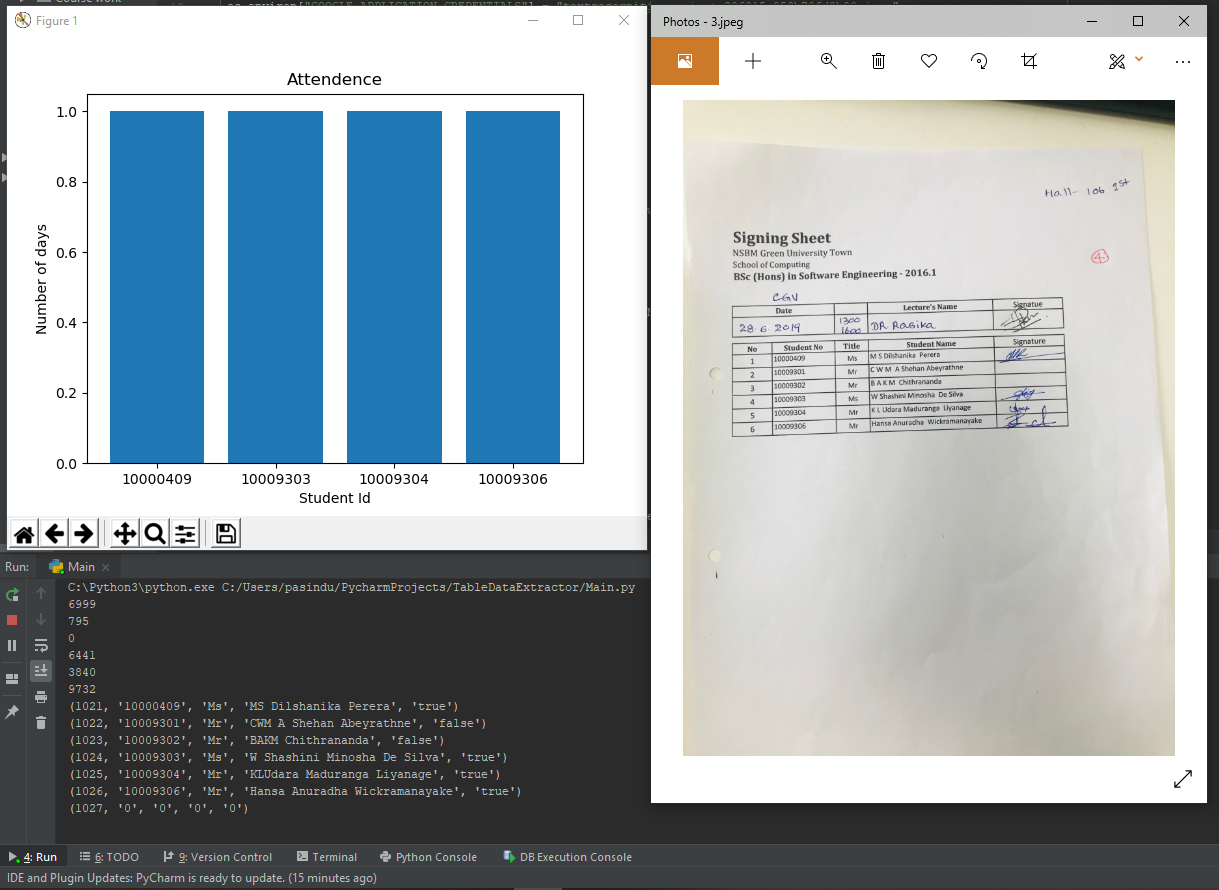 Figure 1
Attendence
Number of days
1.0
0.8
0.6
0.4
0.2
0.0
10000409 10009303 10009304 10009306
Student Id
Photos - 3.jpeg
Hall- 106 1st
Signing Sheet
NSBM Green University Town
School of Computing
BSc (Hons) in Software Engineering - 2016.1
4
CGV
Date Lecture's Name Signatue
28.6.2019 1300 1600 DR Rasika
No Student No Title Student Name Signature
1 10000409 Ms M S Dilshanika Perera
2 10009301 Mr C W M A Shehan Abeyrathne
3 10009302 Mr B A K M Chithrananda
4 10009303 Ms W Shashini Minosha De Silva
5 10009304 Mr K L Udara Maduranga Liyanage
6 10009306 Mr Hansa Anuradha Wickramanayake
Run: Main
C:\Python3\python.exe C:/Users/pasindu/PycharmProjects/TableDataExtractor/Main.py
6999
795
0
6441
3840
9732
(1021, '10000409', 'Ms', 'MS Dilshanika Perera', 'true')
(1022, '10009301', 'Mr', 'CWM A Shehan Abeyrathne', 'false')
(1023, '10009302', 'Mr', 'BAKM Chithrananda', 'false')
(1024, '10009303', 'Ms', 'W Shashini Minosha De Silva', 'true')
(1025, '10009304', 'Mr', 'KLUdara Maduranga Liyanage', 'true')
(1026, '10009306', 'Mr', 'Hansa Anuradha Wickramanayake', 'true')
(1027, '0', '0', '0', '0')
4: Run 6: TODO 9: Version Control Terminal Python Console DB Execution Console
IDE and Plugin Updates: PyCharm is ready to update. (15 minutes ago)